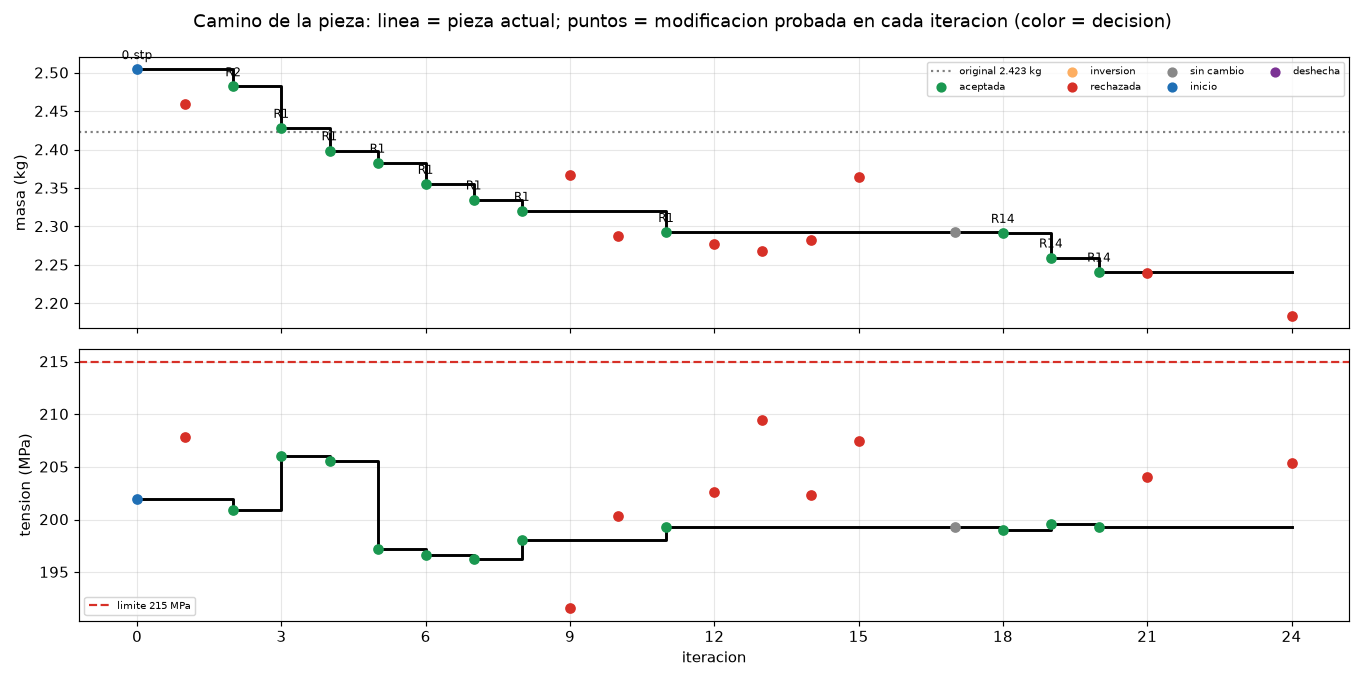 Camino de la pieza: linea = pieza actual; puntos = modificacion probada en cada iteracion (color = decision)
0.stp
R2
R1
R1
R1
R1
R1
R1
R1
R14
R14
R14
original 2.423 kg
aceptada
inversion
rechazada
sin cambio
inicio
deshecha
masa (kg)
2.50
2.45
2.40
2.35
2.30
2.25
2.20
tension (MPa)
215
210
205
200
195
limite 215 MPa
0 3 6 9 12 15 18 21 24
iteracion